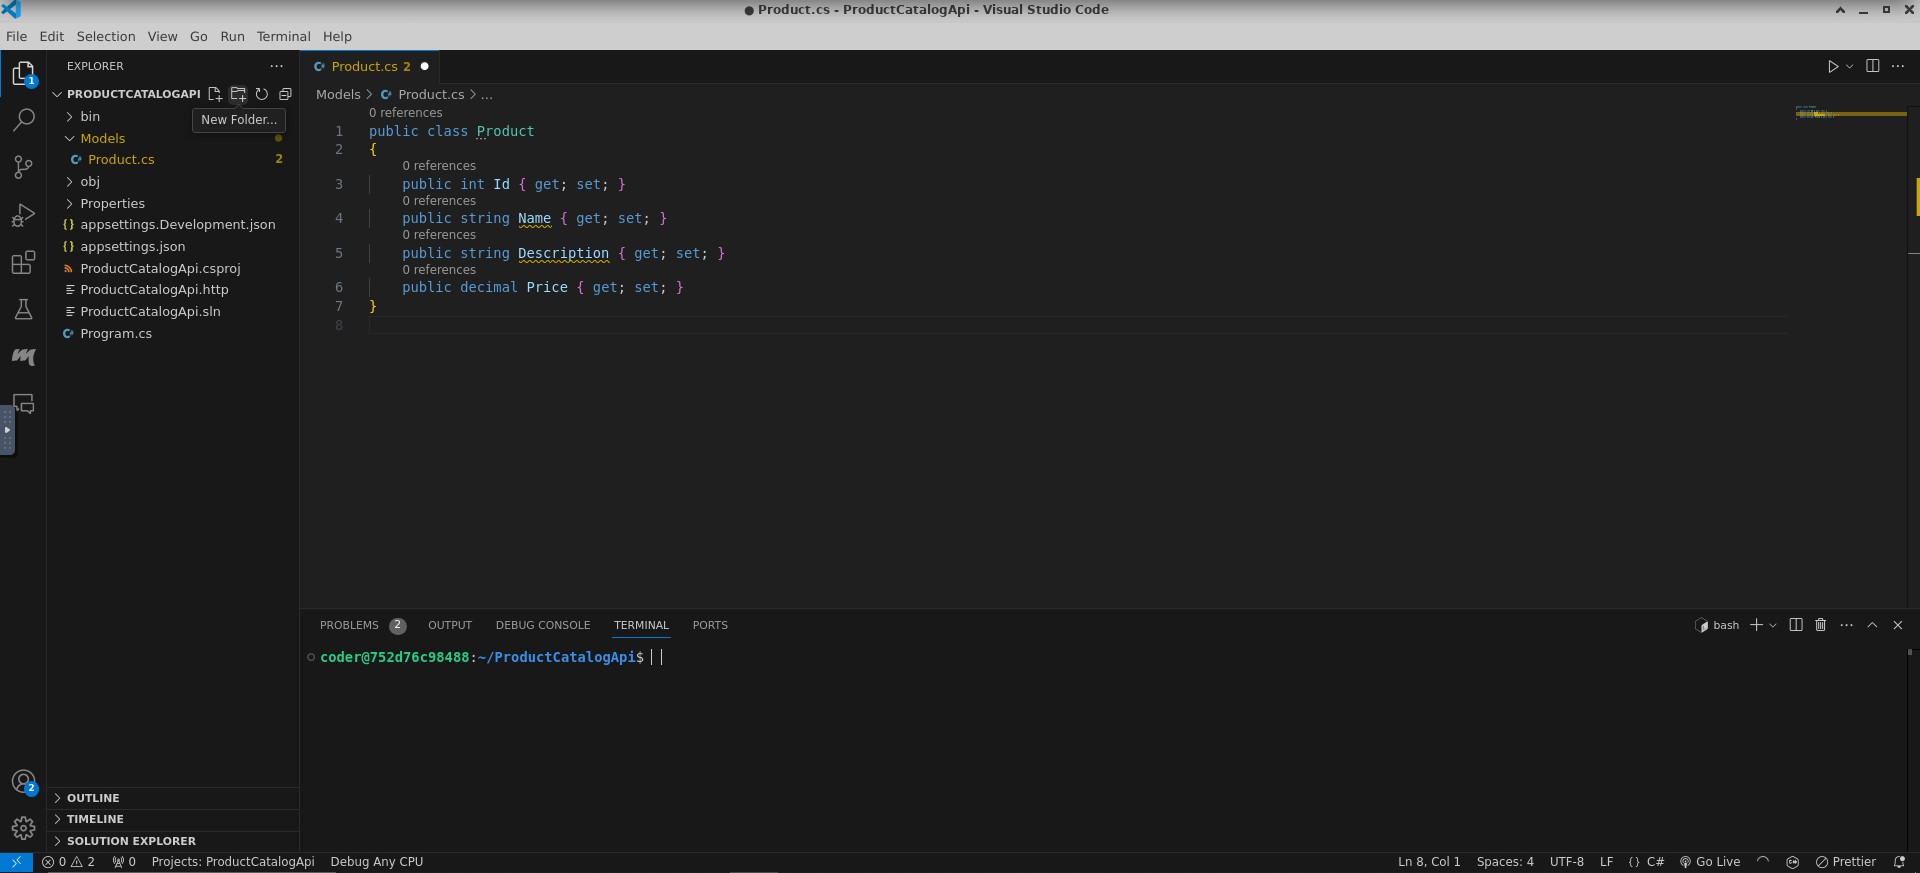 ● Product.cs - ProductCatalogApi - Visual Studio Code
File Edit Selection View Go Run Terminal Help
EXPLORER
PRODUCTCATALOGAPI
New Folder...
bin
Models
Product.cs 2
obj
Properties
{} appsettings.Development.json
{} appsettings.json
ProductCatalogApi.csproj
ProductCatalogApi.http
ProductCatalogApi.sln
C# Program.cs
OUTLINE
TIMELINE
SOLUTION EXPLORER
1
2
Product.cs 2
Models > Product.cs > ...
0 references
1 public class Product
2 {
0 references
3 public int Id { get; set; }
0 references
4 public string Name { get; set; }
0 references
5 public string Description { get; set; }
0 references
6 public decimal Price { get; set; }
7 }
8
PROBLEMS 2 OUTPUT DEBUG CONSOLE TERMINAL PORTS
bash
coder@752d76c98488:~/ProductCatalogApi$
0 2 0 Projects: ProductCatalogApi Debug Any CPU
Ln 8, Col 1 Spaces: 4 UTF-8 LF {} C# Go Live Prettier